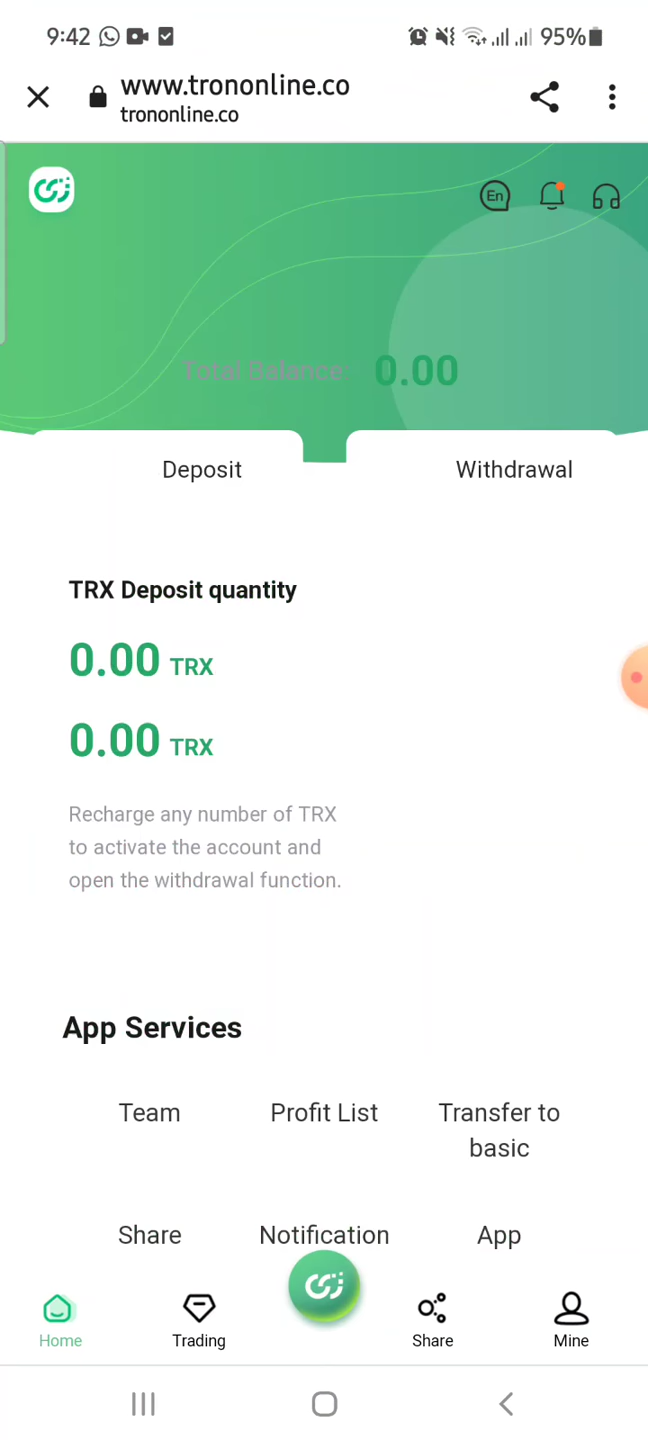 9:42
95%
www.trononline.co
trononline.co
En
Total Balance: 0.00
Deposit Withdrawal
TRX Deposit quantity
0.00 TRX
0.00 TRX
Recharge any number of TRX
to activate the account and
open the withdrawal function.
App Services
Team Profit List Transfer to
basic
Share Notification App
Home Trading Share Mine